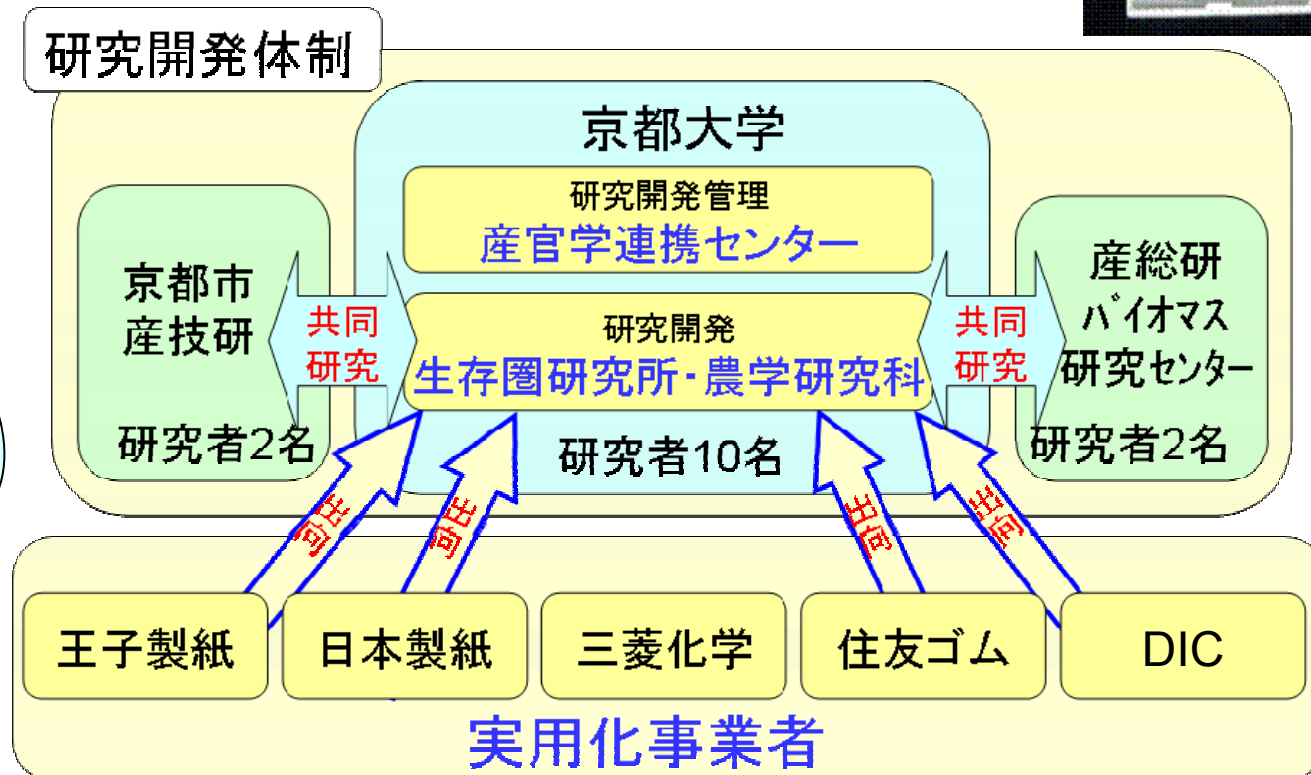 研究開発体制
京都大学
研究開発管理
産官学連携センター
京都市
産技研
研究者2名
共同
研究
研究開発
生存圏研究所・農学研究科
研究者10名
共同
研究
産総研
バイオマス
研究センター
研究者2名
出向
出向
出向
出向
王子製紙
日本製紙
三菱化学
住友ゴム
DIC
実用化事業者